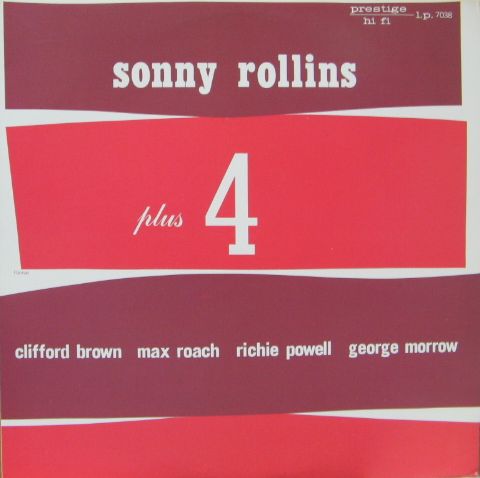 prestige
hi fi
l.p. 7038
sonny rollins
plus 4
clifford brown max roach richie powell george morrow